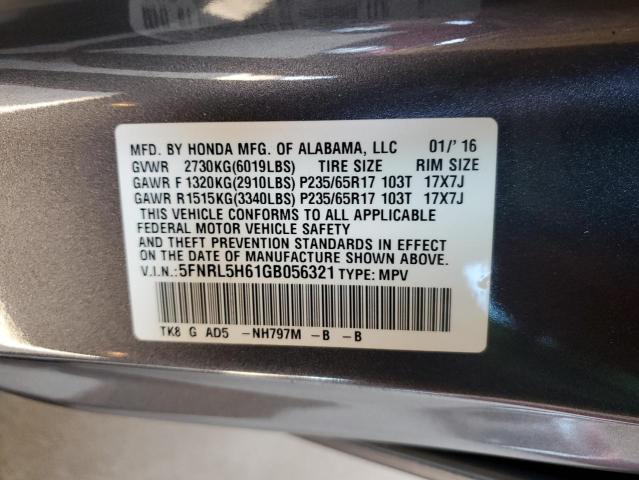 MFD. BY HONDA MFG. OF ALABAMA, LLC 01/' 16
GVWR 2730KG(6019LBS) TIRE SIZE RIM SIZE
GAWR F 1320KG(2910LBS) P235/65R17 103T 17X7J
GAWR R1515KG(3340LBS) P235/65R17 103T 17X7J
THIS VEHICLE CONFORMS TO ALL APPLICABLE
FEDERAL MOTOR VEHICLE SAFETY
AND THEFT PREVENTION STANDARDS IN EFFECT
ON THE DATE OF MANUFACTURE SHOWN ABOVE.
V.I.N.:5FNRL5H61GB056321 TYPE: MPV
TK8 G AD5 -NH797M -B -B